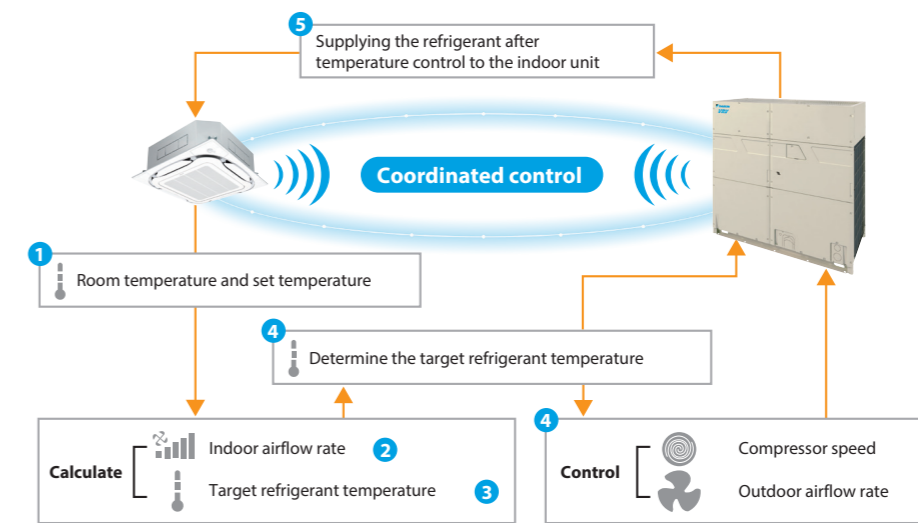 5
Supplying the refrigerant after
temperature control to the indoor unit
Coordinated control
1
Room temperature and set temperature
4
Determine the target refrigerant temperature
Calculate
Indoor airflow rate
2
Target refrigerant temperature
3
4
Control
Compressor speed
Outdoor airflow rate